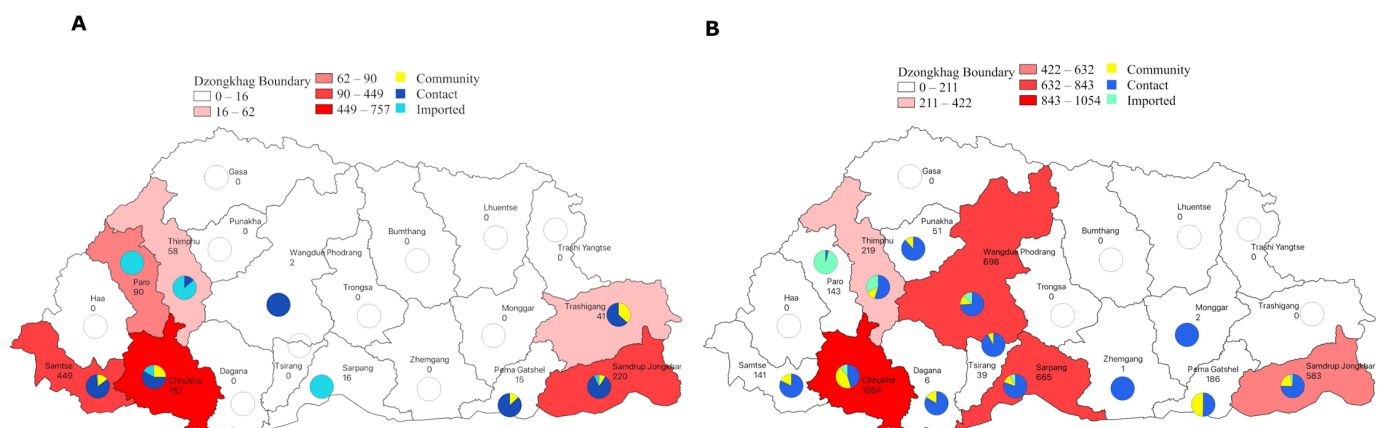 A
Dzongkhag Boundary
0 – 16
16 – 62
62 – 90
90 – 449
449 – 757
Community
Contact
Imported
Gasa
0
Punakha
0
Thimphu
58
Paro
90
Haa
0
Samtse
449
Chhukha
757
Dagana
0
Tsirang
0
Wangdue Phodrang
2
Sarpang
16
Trongsa
0
Bumthang
0
Zhemgang
0
Lhuentse
0
Monggar
0
Trashi Yangtse
0
Trashigang
41
Pema Gatshel
15
Samdrup Jongkhar
220
B
Dzongkhag Boundary
0 – 211
211 – 422
422 – 632
632 – 843
843 – 1054
Community
Contact
Imported
Gasa
0
Punakha
51
Thimphu
219
Paro
143
Haa
0
Samtse
141
Chhukha
1054
Dagana
6
Tsirang
39
Wangdue Phodrang
698
Sarpang
665
Trongsa
0
Bumthang
0
Zhemgang
1
Lhuentse
0
Monggar
2
Trashi Yangtse
0
Trashigang
0
Pema Gatshel
186
Samdrup Jongkhar
583